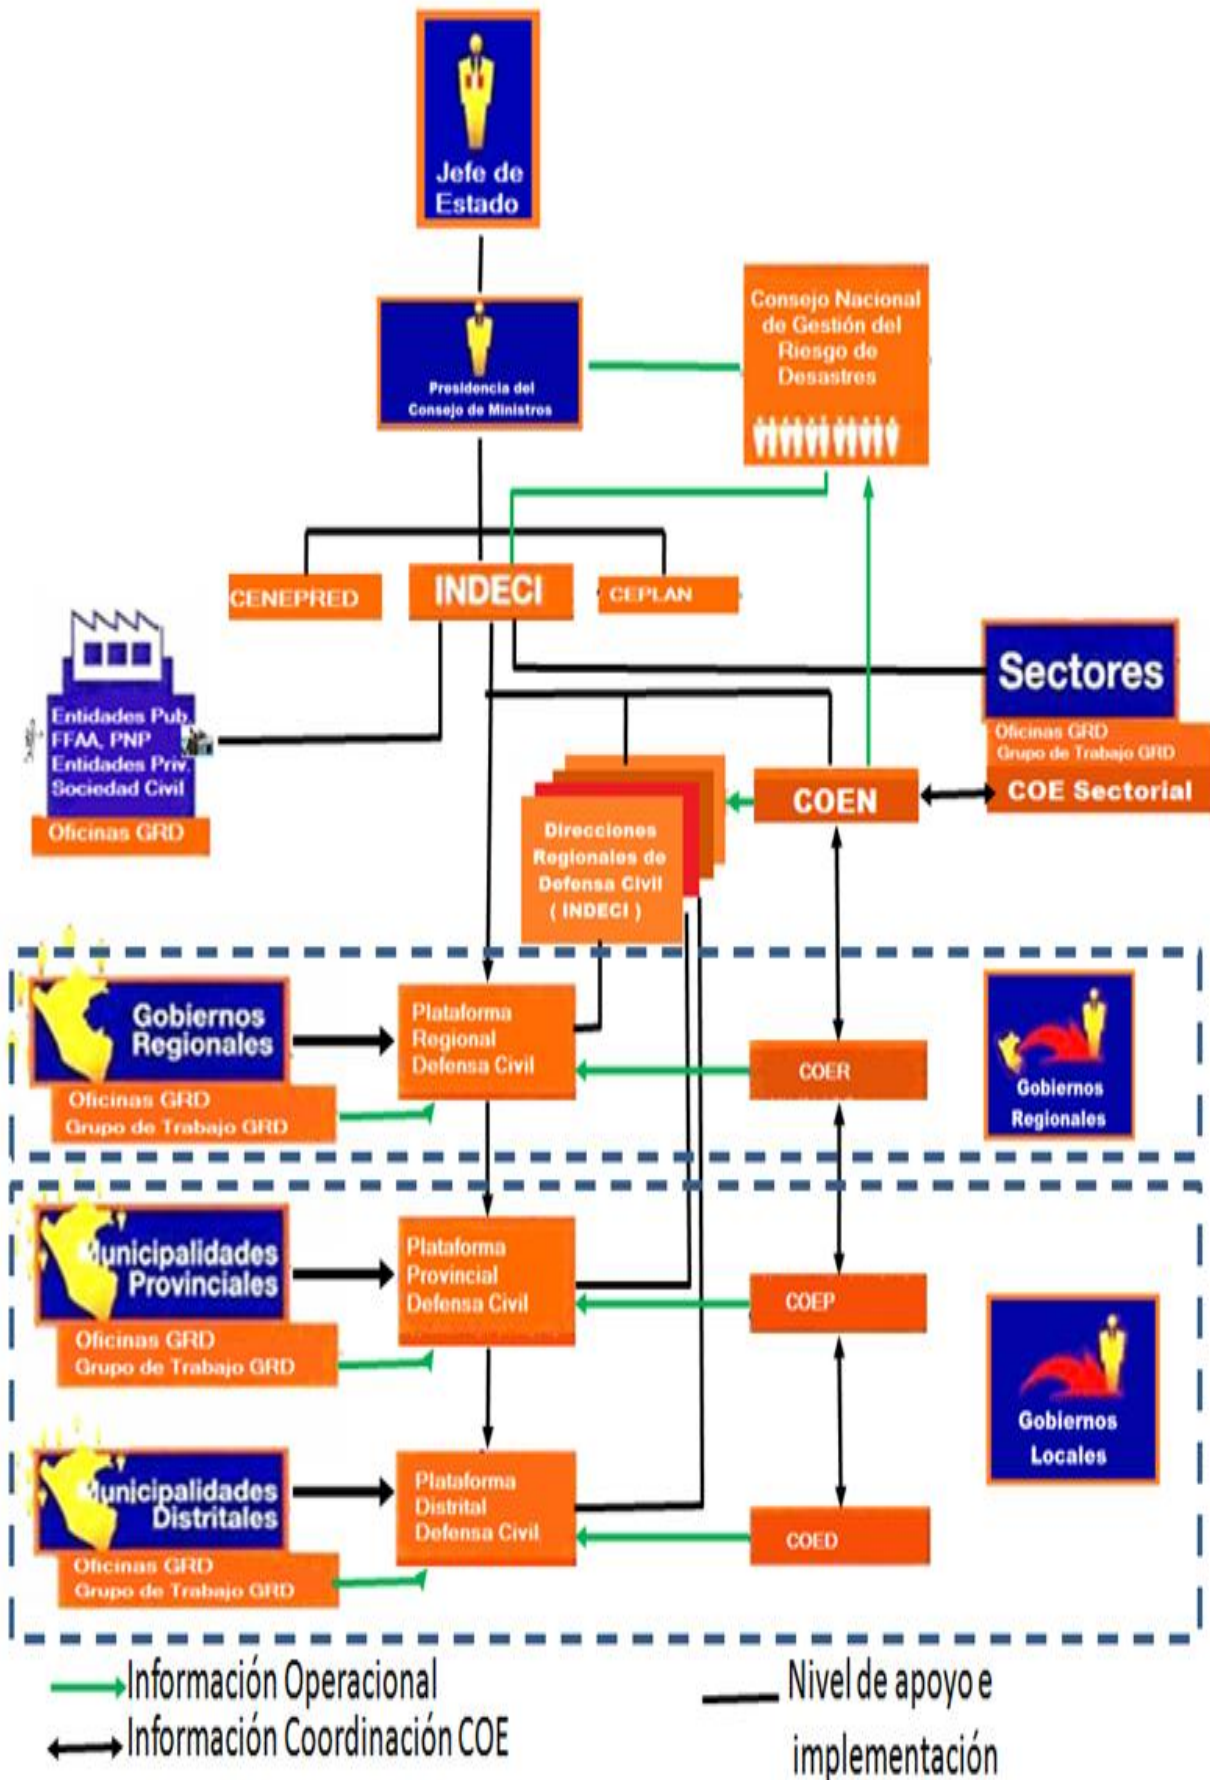 Jefe de
Estado
Presidencia del
Consejo de Ministros
Consejo Nacional
de Gestión del
Riesgo de
Desastres
CENEPRED
INDECI
CEPLAN
Entidades Pub.
FFAA, PNP
Entidades Priv.
Sociedad Civil
Oficinas GRD
Sectores
Oficinas GRD
Grupo de Trabajo GRD
COE Sectorial
COEN
Direcciones
Regionales de
Defensa Civil
( INDECI )
Gobiernos
Regionales
Oficinas GRD
Grupo de Trabajo GRD
Plataforma
Regional
Defensa Civil
COER
Gobiernos
Regionales
Municipalidades
Provinciales
Oficinas GRD
Grupo de Trabajo GRD
Plataforma
Provincial
Defensa Civil
COEP
Gobiernos
Locales
Municipalidades
Distritales
Oficinas GRD
Grupo de Trabajo GRD
Plataforma
Distrital
Defensa Civil
COED
Información Operacional
Información Coordinación COE
Nivel de apoyo e
implementación